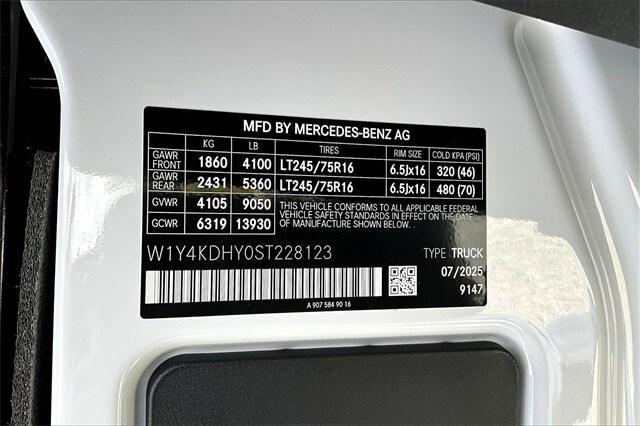 MFD BY MERCEDES-BENZ AG
KG LB TIRES RIM SIZE COLD KPA (PSI)
GAWR FRONT 1860 4100 LT245/75R16 6.5Jx16 320 (46)
GAWR REAR 2431 5360 LT245/75R16 6.5Jx16 480 (70)
GVWR 4105 9050
GCWR 6319 13930
THIS VEHICLE CONFORMS TO ALL APPLICABLE FEDERAL
VEHICLE SAFETY STANDARDS IN EFFECT ON THE DATE
OF MANUFACTURE SHOWN BELOW.
W1Y4KDHY0ST228123
TYPE TRUCK
07/2025
9147
A 907 584 90 16